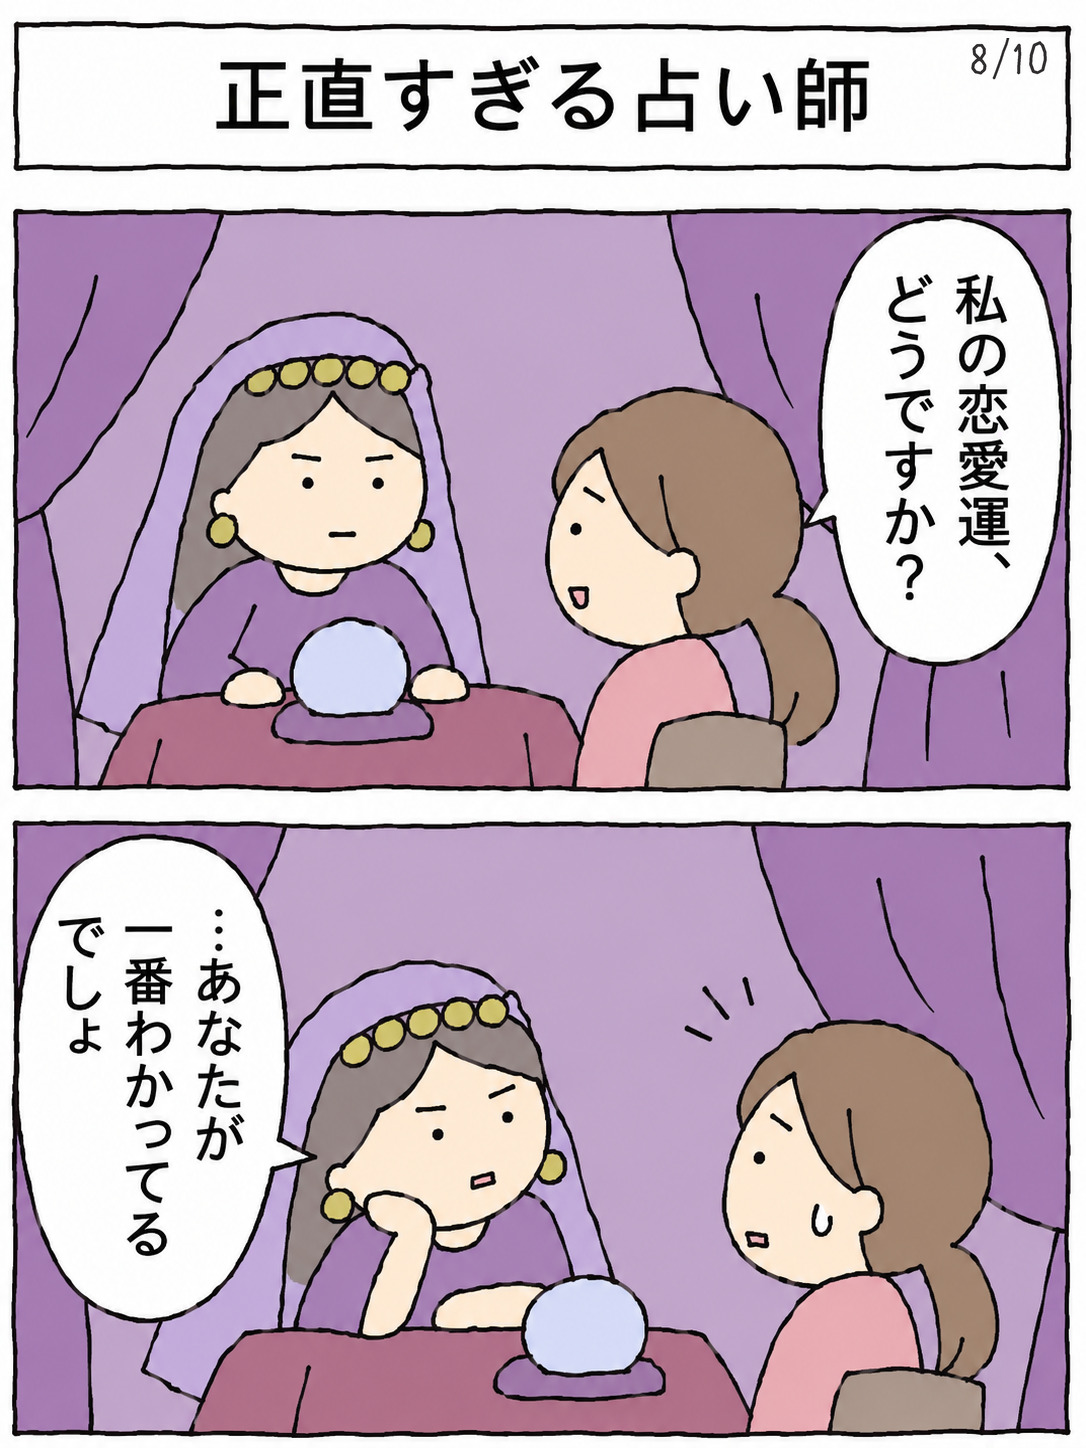 正直すぎる占い師
8/10
私の恋愛運、
どうですか？
…あなたが
一番わかってる
でしょ